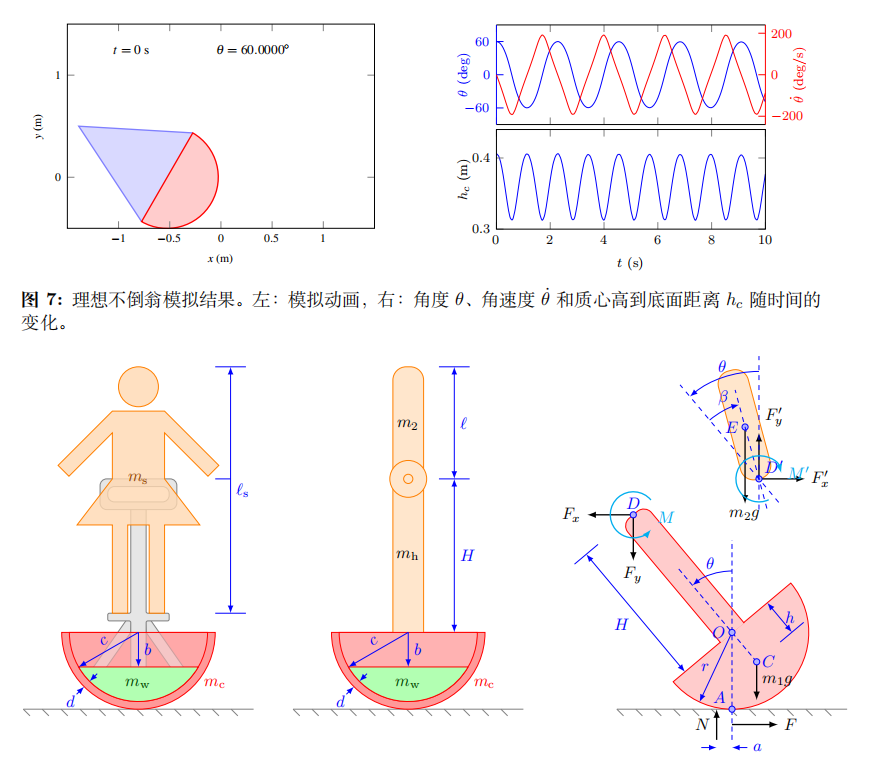 t = 0 s
θ = 60.0000°
1
0
y (m)
−1
−0.5
0
0.5
1
x (m)
60
0
−60
θ (deg)
200
0
−200
θ̇ (deg/s)
0.4
0.3
h_c (m)
0
2
4
6
8
10
t (s)
图 7: 理想不倒翁模拟结果。左：模拟动画，右：角度 θ、角速度 θ̇ 和质心高到底面距离 h_c 随时间的
变化。
m_s
ℓ_s
c
b
m_w
m_c
d
m_2
ℓ
m_h
H
c
b
m_w
m_c
d
θ
β
F′_y
E
D′
M′
F′_x
m_2g
D
F_x
M
F_y
θ
H
O
h
r
C
m_1g
A
N
F
a